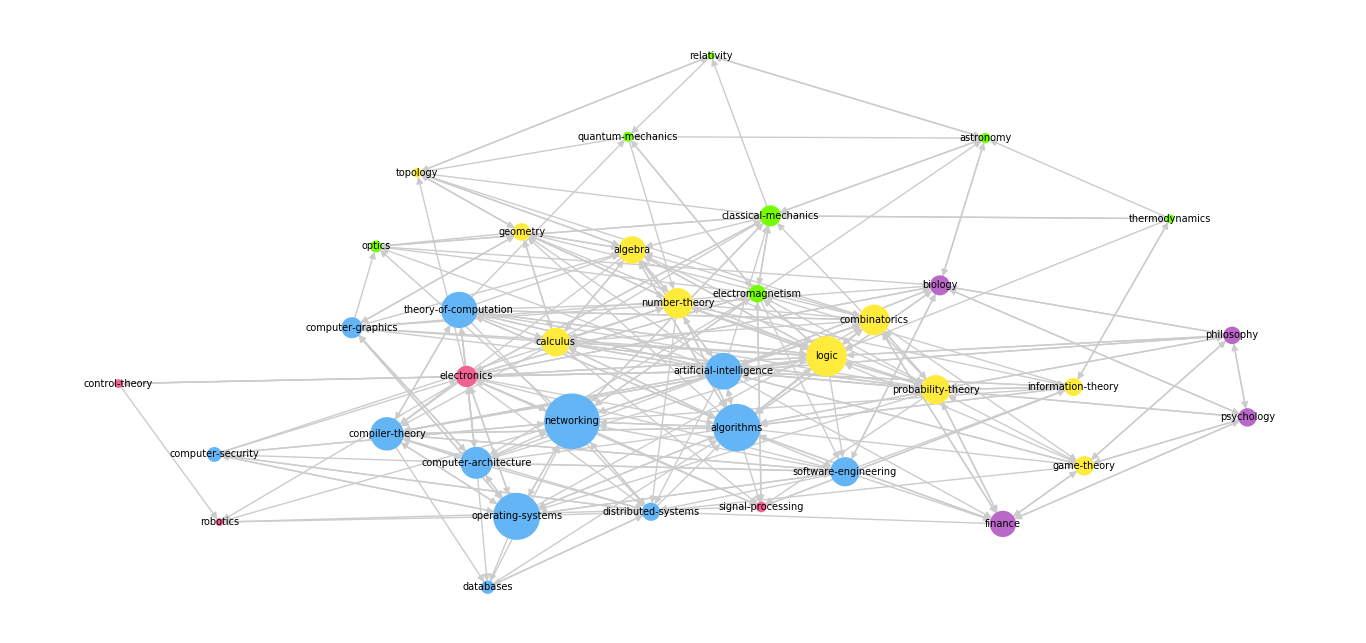 relativity
quantum-mechanics
astronomy
topology
classical-mechanics
thermodynamics
geometry
optics
algebra
biology
electromagnetism
number-theory
theory-of-computation
combinatorics
computer-graphics
philosophy
calculus
logic
artificial-intelligence
electronics
control-theory
information-theory
probability-theory
psychology
networking
algorithms
compiler-theory
computer-security
computer-architecture
game-theory
software-engineering
signal-processing
distributed-systems
operating-systems
robotics
finance
databases